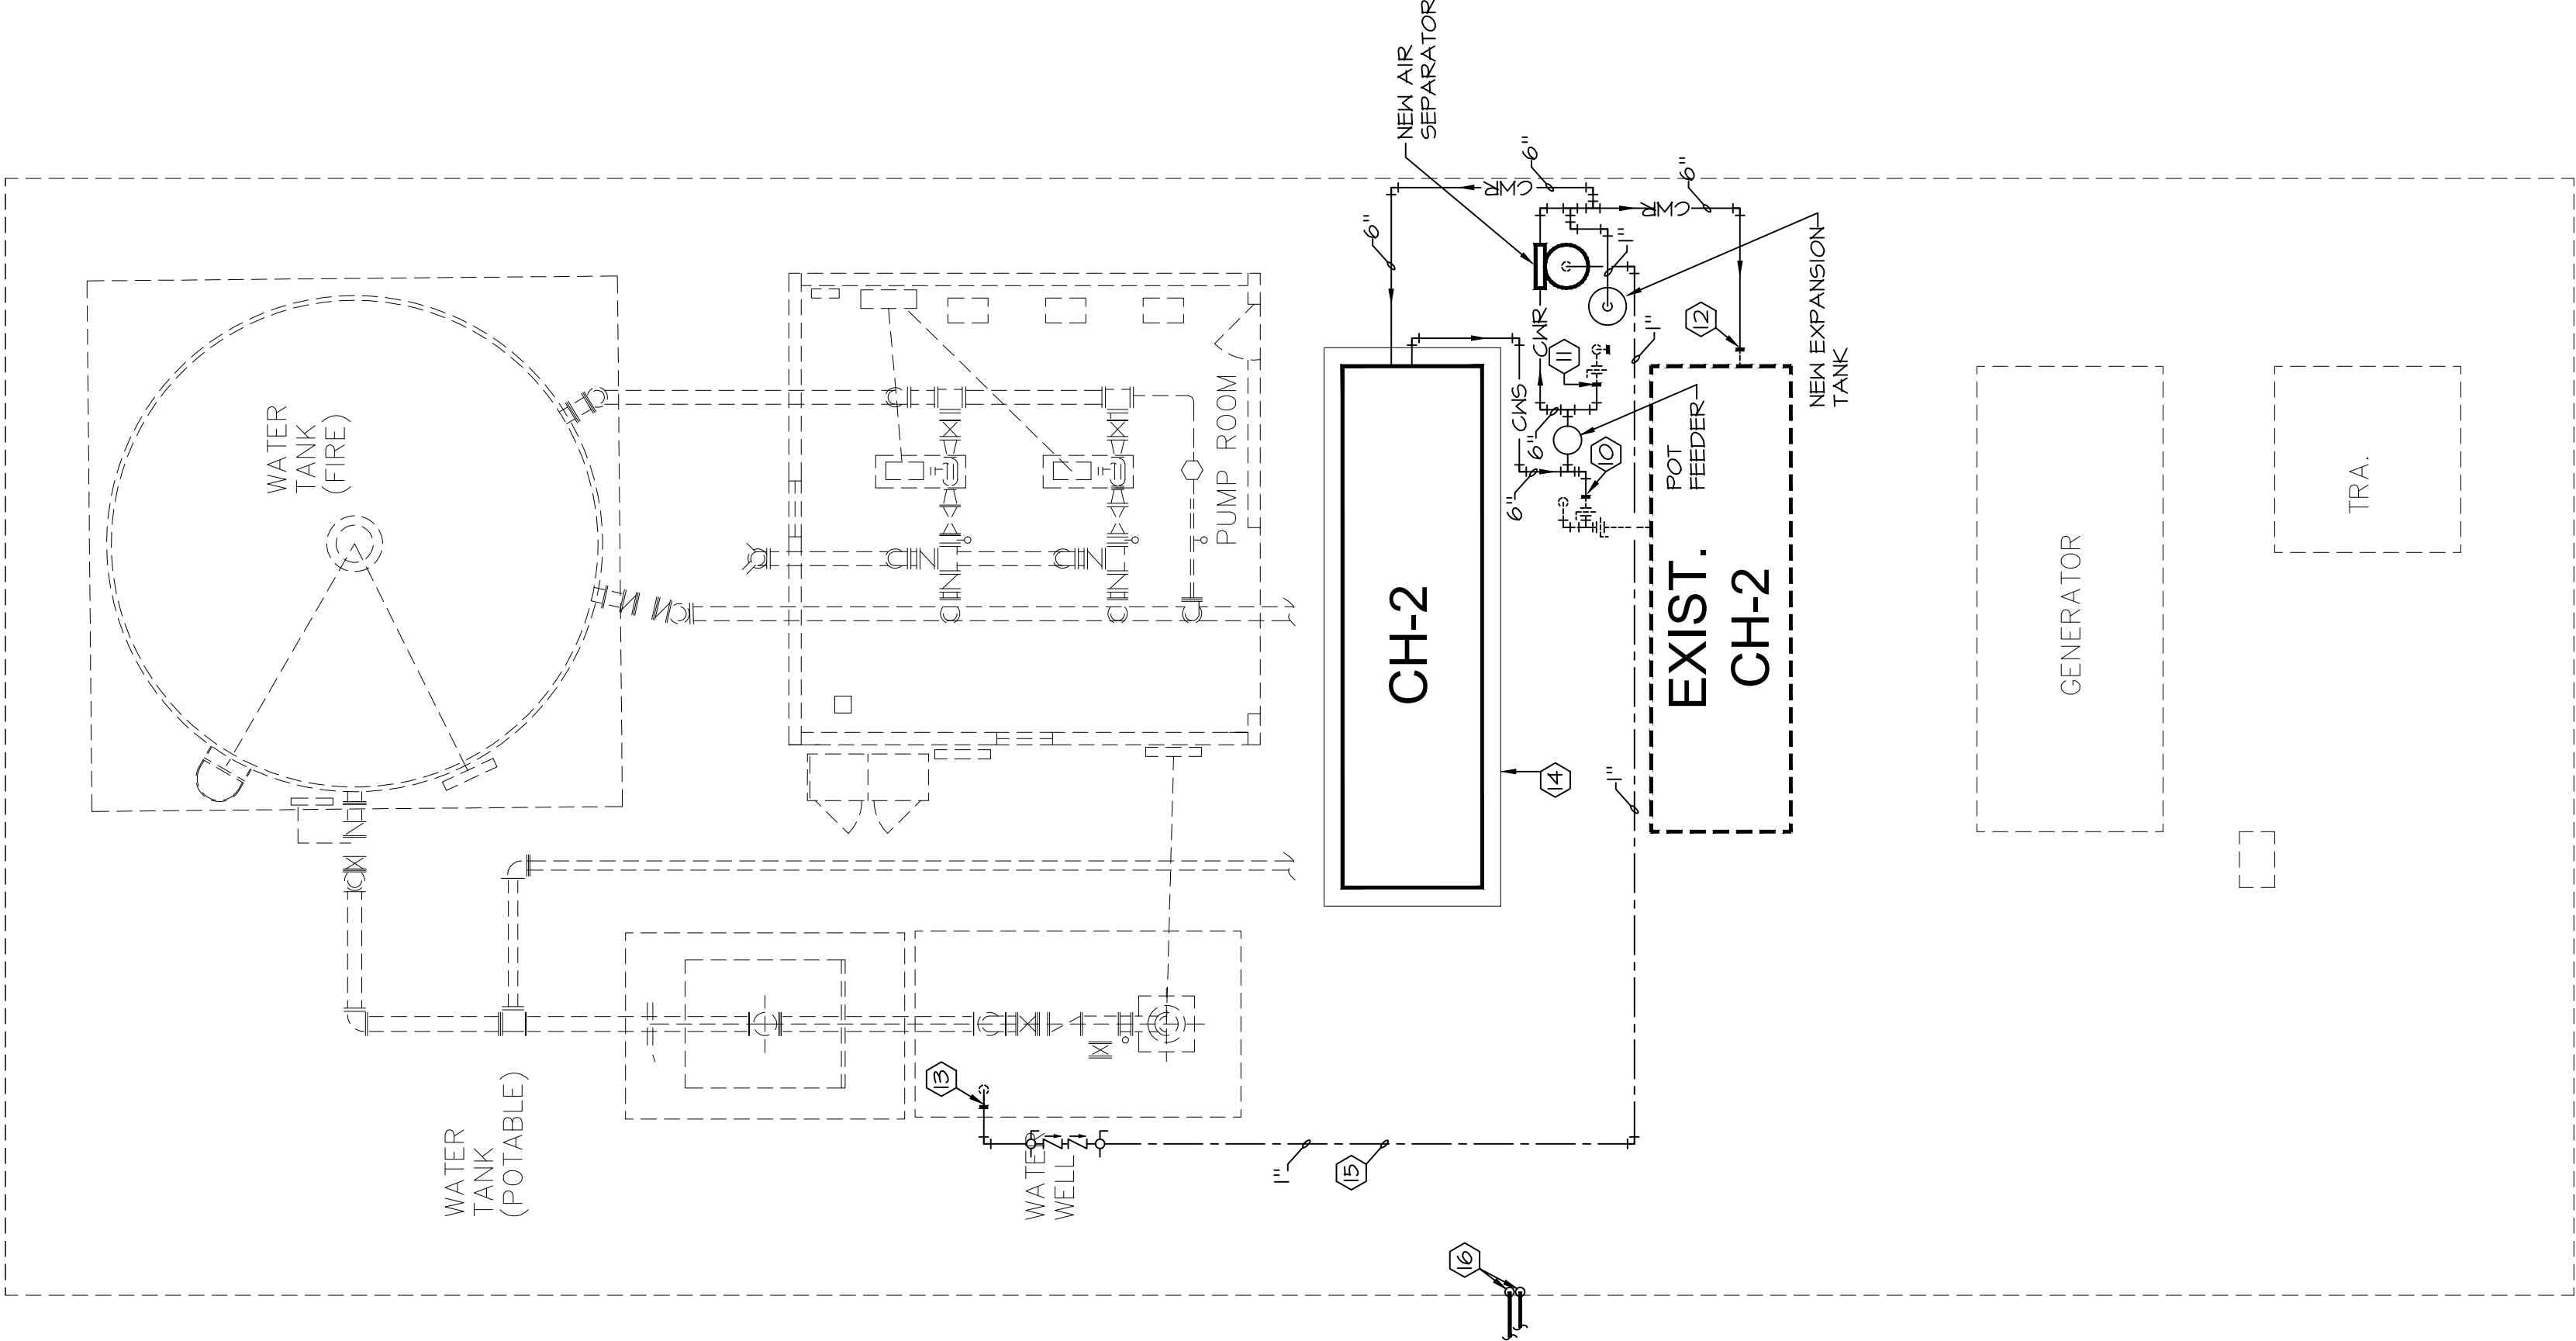 WATER
TANK
(FIRE)
WATER
TANK
(POTABLE)
PUMP ROOM
WATER
WELL
13
NEW AIR
SEPARATOR
6"
CWR
6"
CWR
6"
1"
CWR
11
1"
12
NEW EXPANSION
TANK
CWS
6"
6"
10
POT
FEEDER
CH-2
EXIST.
CH-2
14
1"
1"
15
16
GENERATOR
TRA.